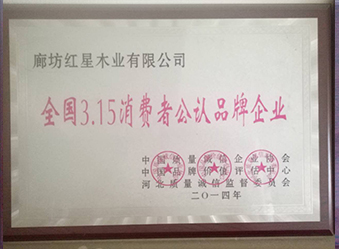 廊坊红星木业有限公司
全国3.15消费者公认品牌企业
中国质量诚信企业协会
中国品牌价值评估中心
河北质量诚信监督委员会
二〇一四年